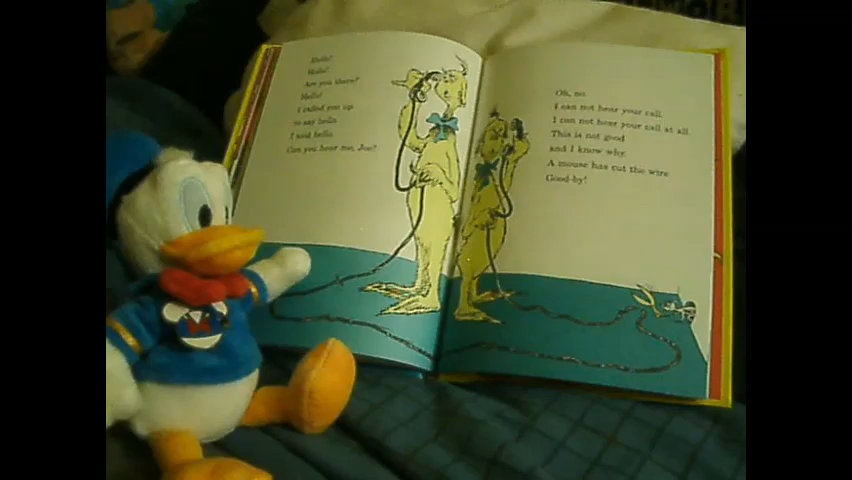 Hello!
Hello!
Are you there?
Hello!
I called you up
to say hello.
I said hello.
Can you hear me, Joe?
Oh, no.
I can not hear your call.
I can not hear your call at all.
This is not good
and I know why.
A mouse has cut the wire.
Good-by!